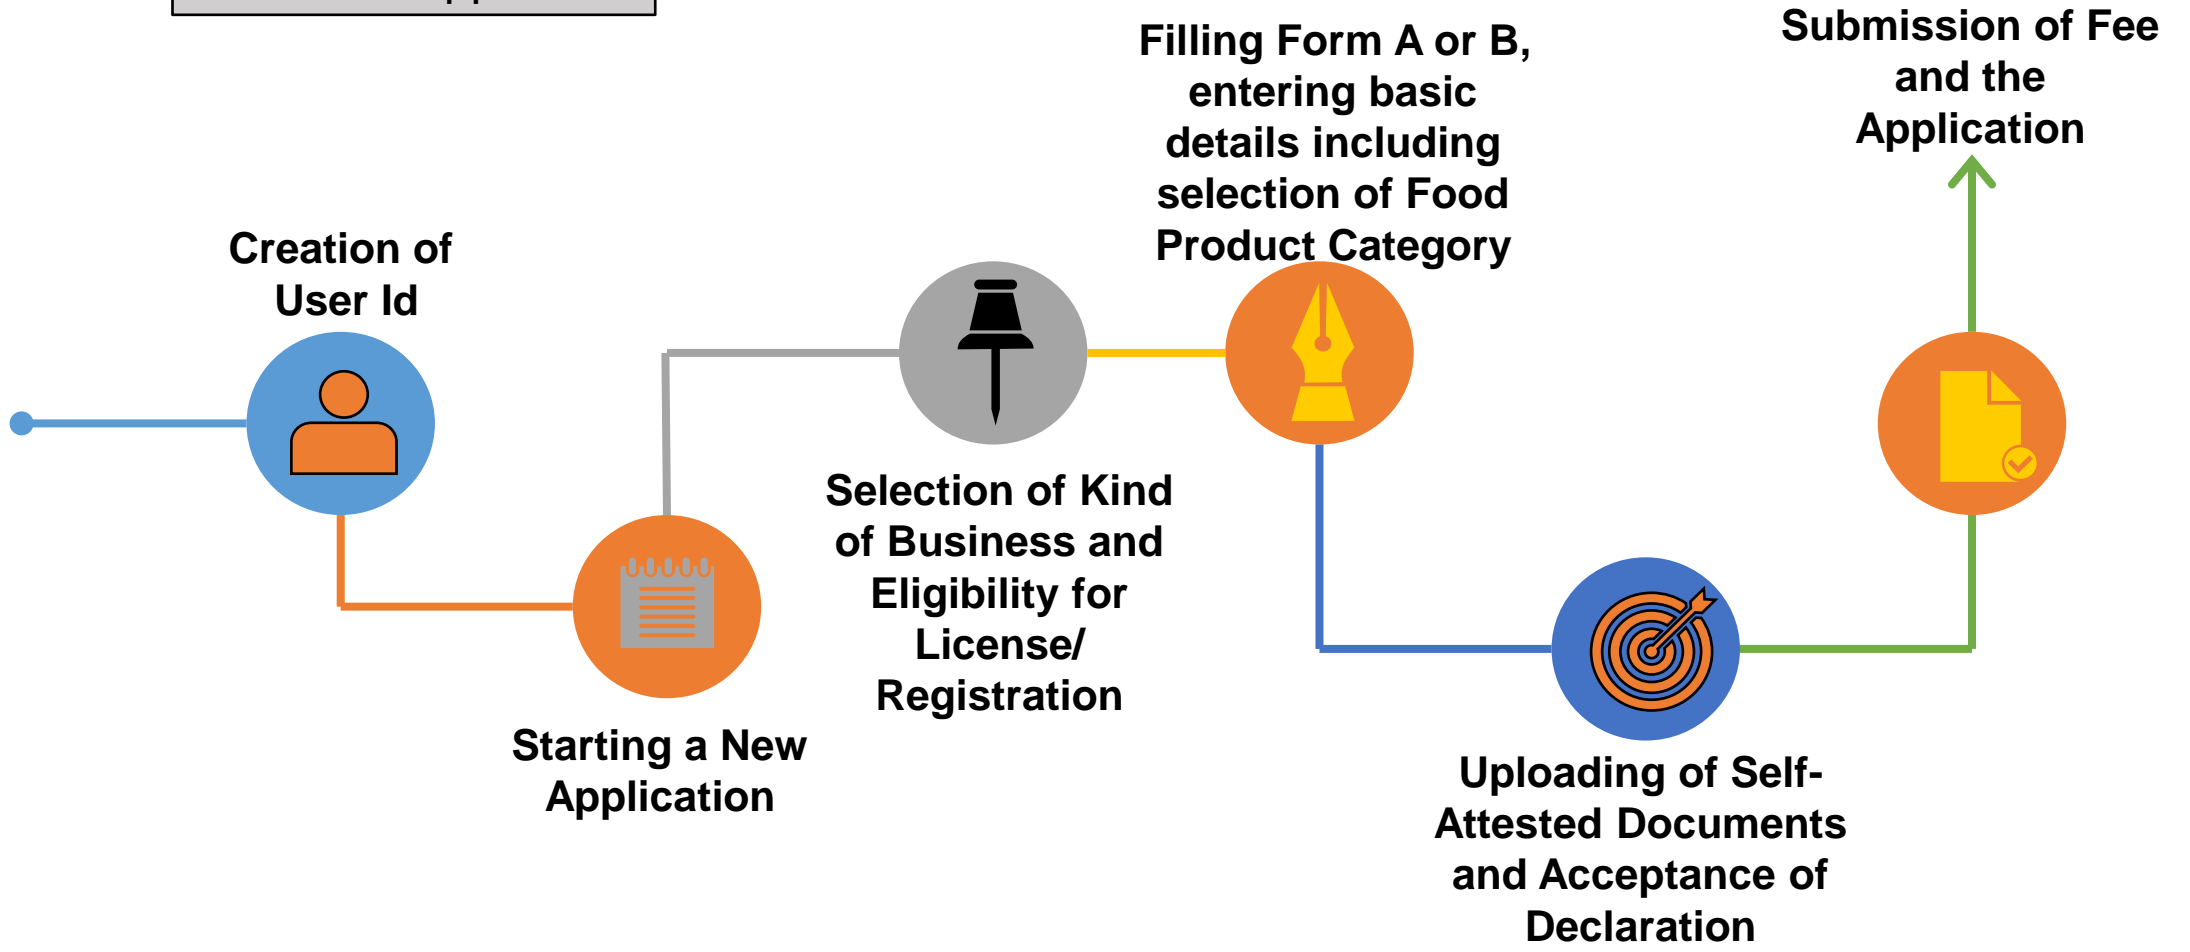 Creation of
User Id
Starting a New
Application
Selection of Kind
of Business and
Eligibility for
License/
Registration
Filling Form A or B,
entering basic
details including
selection of Food
Product Category
Uploading of Self-
Attested Documents
and Acceptance of
Declaration
Submission of Fee
and the
Application